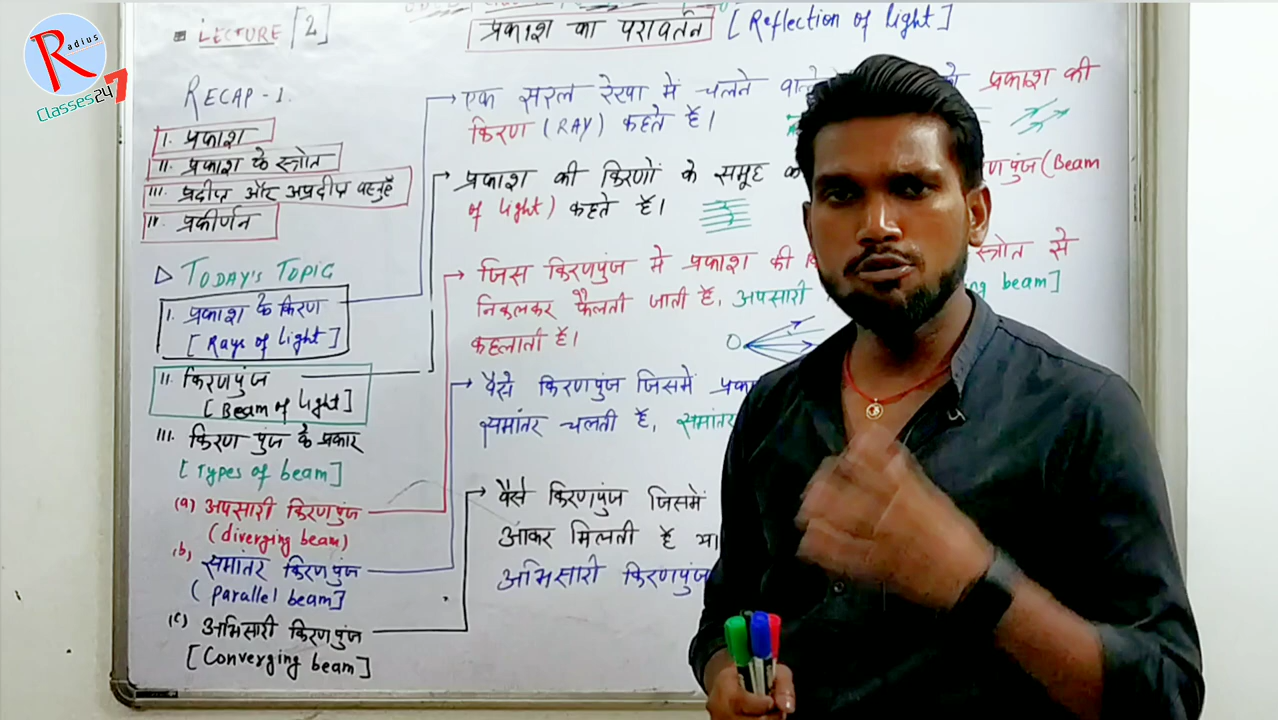 Radius
Classes24
7
LECTURE [2]
प्रकाश का परावर्तन [Reflection of light]
RECAP-1.
I. प्रकाश
II. प्रकाश के स्त्रोत
III. प्रदीप्त और अप्रदीप्त वस्तुएँ
प्रकीर्णन
TODAY'S TOPIC
I. प्रकाश के किरण
[Rays of light]
II किरणपुंज
[Beam of light]
III. किरण पुंज के प्रकार
[Types of beam]
(a) अपसारी किरणपुंज
(diverging beam)
(b) समांतर किरणपुंज
(parallel beam]
(c) अभिसारी किरणपुंज
[Converging beam]
एक सरल रेखा में चलने प्रकाश की
किरण (RAY) कहते हैं।
प्रकाश की किरणों के समूह (Beam
of light) कहते हैं।
जिस किरणपुंज में प्रकाश की स्त्रोत से
निकलकर फैलती जाती है, अपसारी beam]
कहलाती हैं।
वैसे किरणपुंज जिसमें
समांतर चलती है, समांतर
वैसे किरणपुंज जिसमें
आकर मिलती है या
अभिसारी किरणपुंज